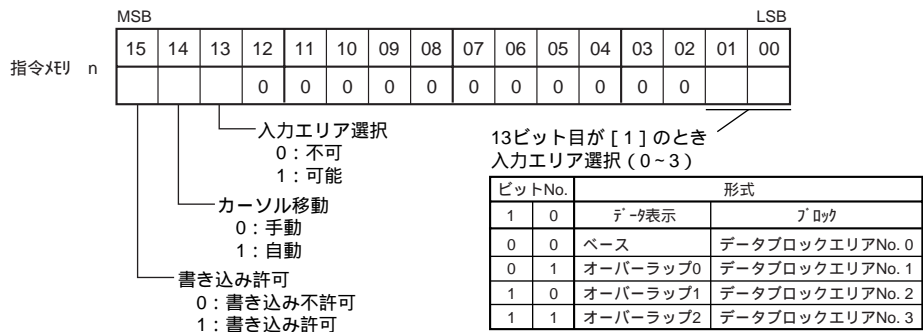 MSB LSB
15 14 13 12 11 10 09 08 07 06 05 04 03 02 01 00
指令ﾒﾓﾘ n
0 0 0 0 0 0 0 0 0 0 0
入力エリア選択
0：不可
1：可能
カーソル移動
0：手動
1：自動
書き込み許可
0：書き込み不許可
1：書き込み許可
13ビット目が［1］のとき
入力エリア選択（0~3）
ビットNo. 形式
1 0 ﾃﾞｰﾀ表示 ﾌﾞﾛｯｸ
0 0 ベース データブロックエリアNo. 0
0 1 オーバーラップ0 データブロックエリアNo. 1
1 0 オーバーラップ1 データブロックエリアNo. 2
1 1 オーバーラップ2 データブロックエリアNo. 3